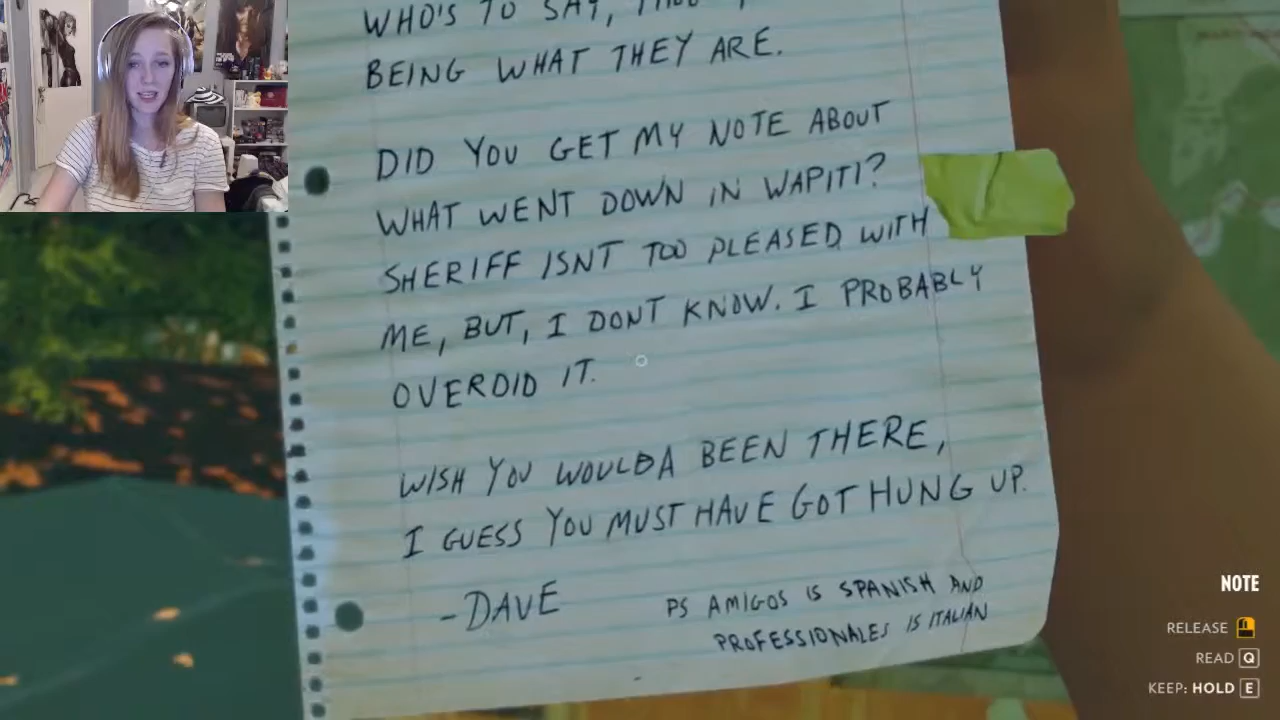 WHO'S TO SAY,
BEING WHAT THEY ARE.
DID YOU GET MY NOTE ABOUT
WHAT WENT DOWN IN WAPITI?
SHERIFF ISNT TOO PLEASED WITH
ME, BUT, I DONT KNOW. I PROBABLY
OVERDID IT.
WISH YOU WOULDA BEEN THERE,
I GUESS YOU MUST HAVE GOT HUNG UP.
-DAVE
PS AMIGOS IS SPANISH AND
PROFESSIONALES IS ITALIAN
NOTE
RELEASE
READ Q
KEEP: HOLD E